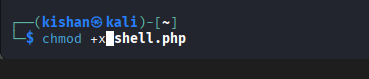 ┌──(kishan㉿kali)-[~]
└─$ chmod +x shell.php